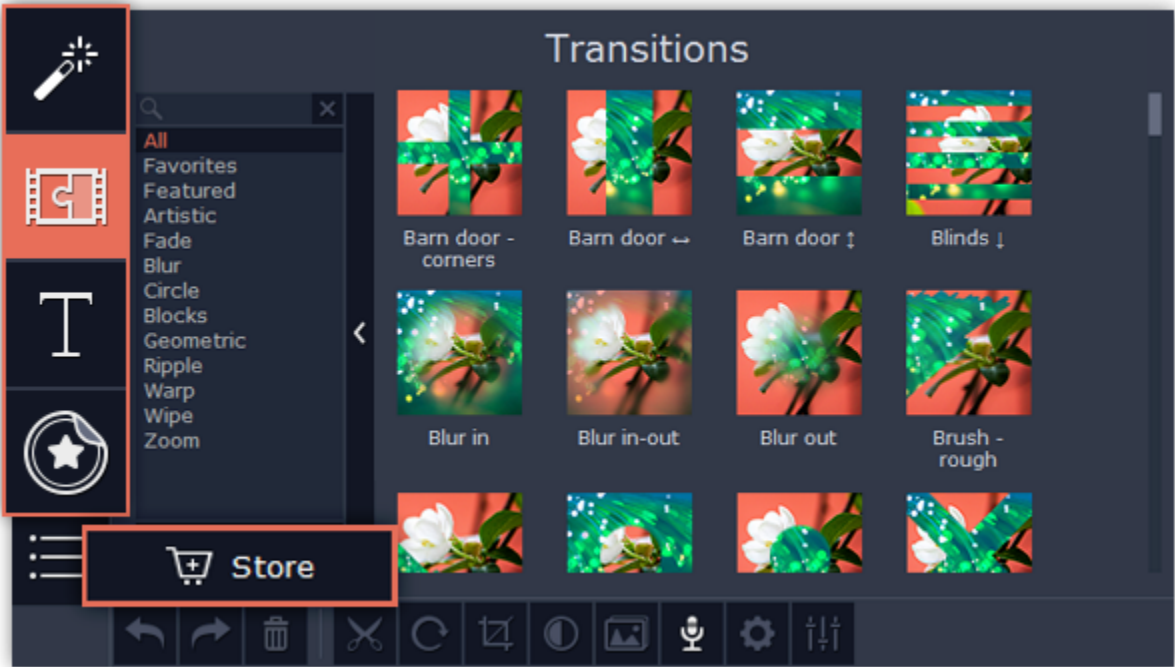 Transitions
All
Favorites
Featured
Artistic
Fade
Blur
Circle
Blocks
Geometric
Ripple
Warp
Wipe
Zoom
Barn door -
corners
Barn door ↔
Barn door ↕
Blinds ↓
Blur in
Blur in-out
Blur out
Brush -
rough
Store